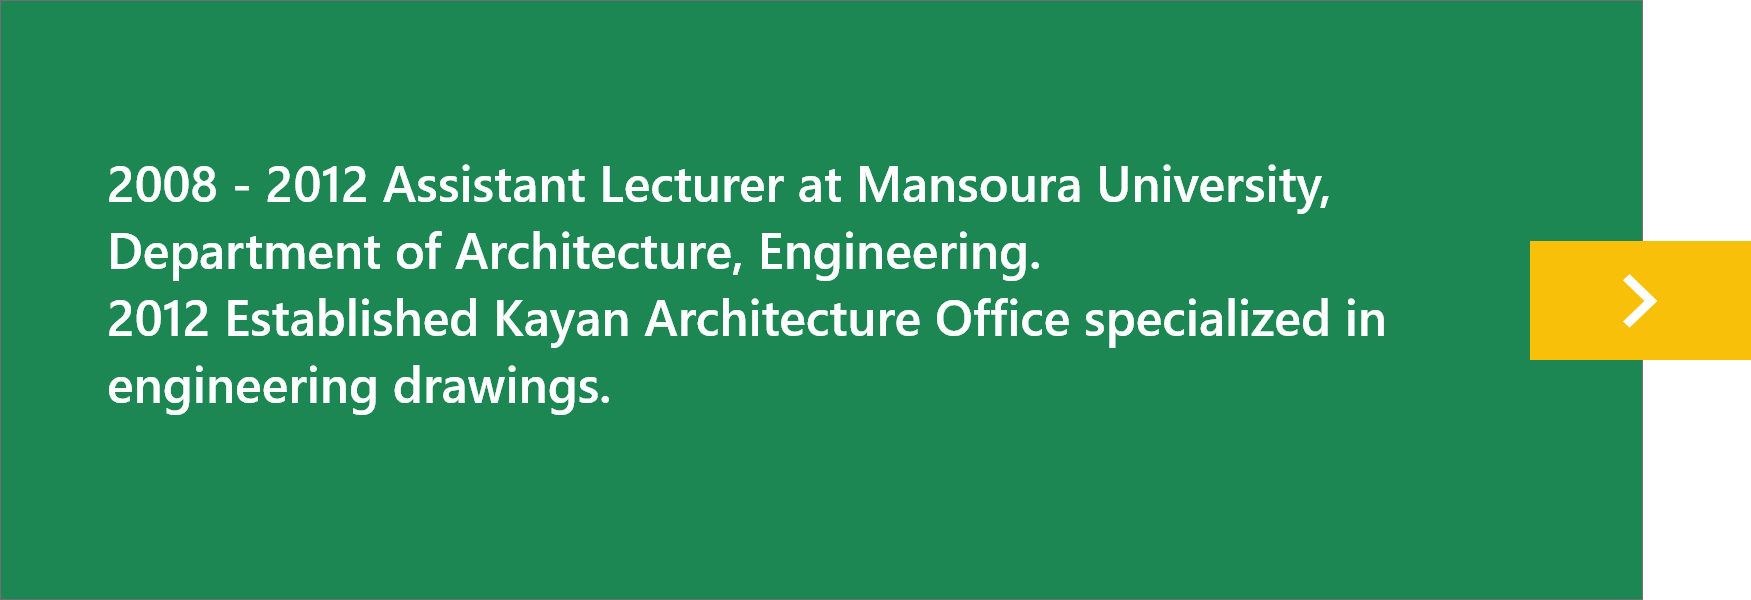 2008 - 2012 Assistant Lecturer at Mansoura University,
Department of Architecture, Engineering.
2012 Established Kayan Architecture Office specialized in
engineering drawings.